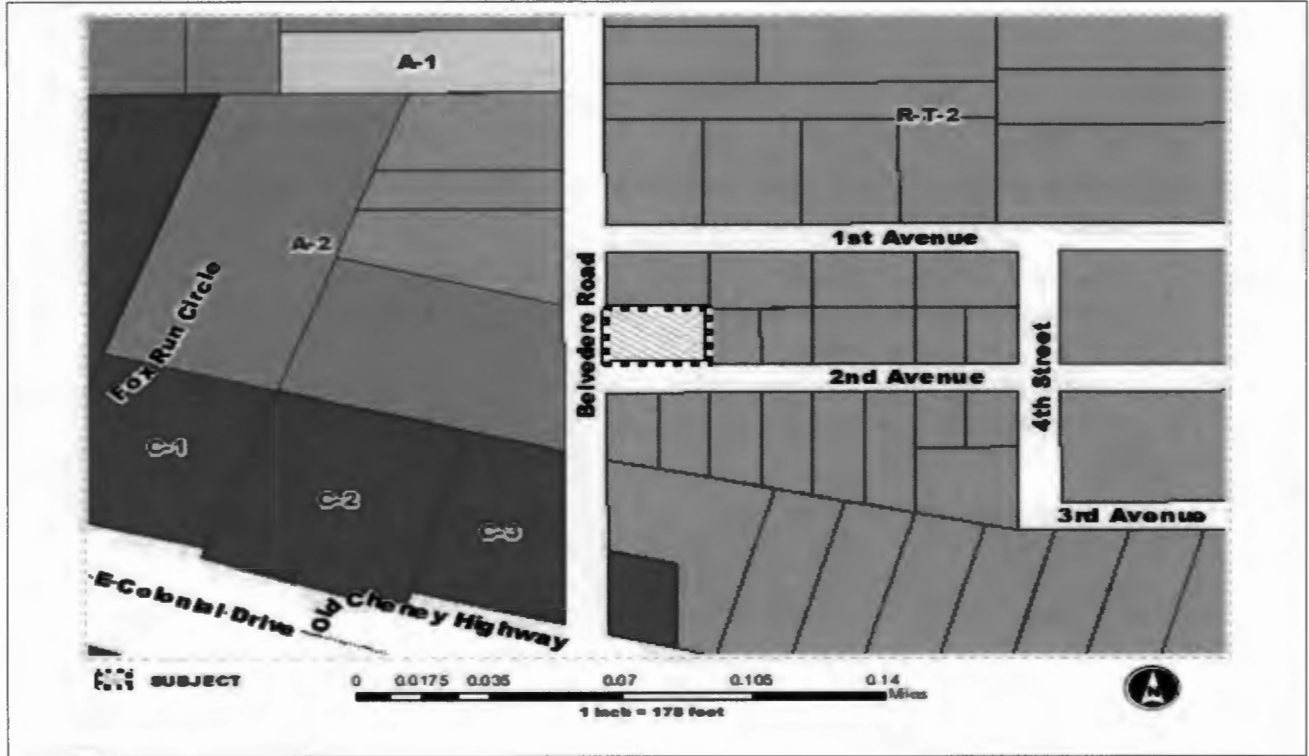 A-1
R-T-2
1st Avenue
A-2
Fox Run Circle
Belvedere Road
2nd Avenue
4th Street
C-1
C-2
C-3
3rd Avenue
E Colonial Drive
Old Cheney Highway
SUBJECT
0 0.0175 0.035 0.07 0.105 0.14
Miles
1 inch = 178 foot
N